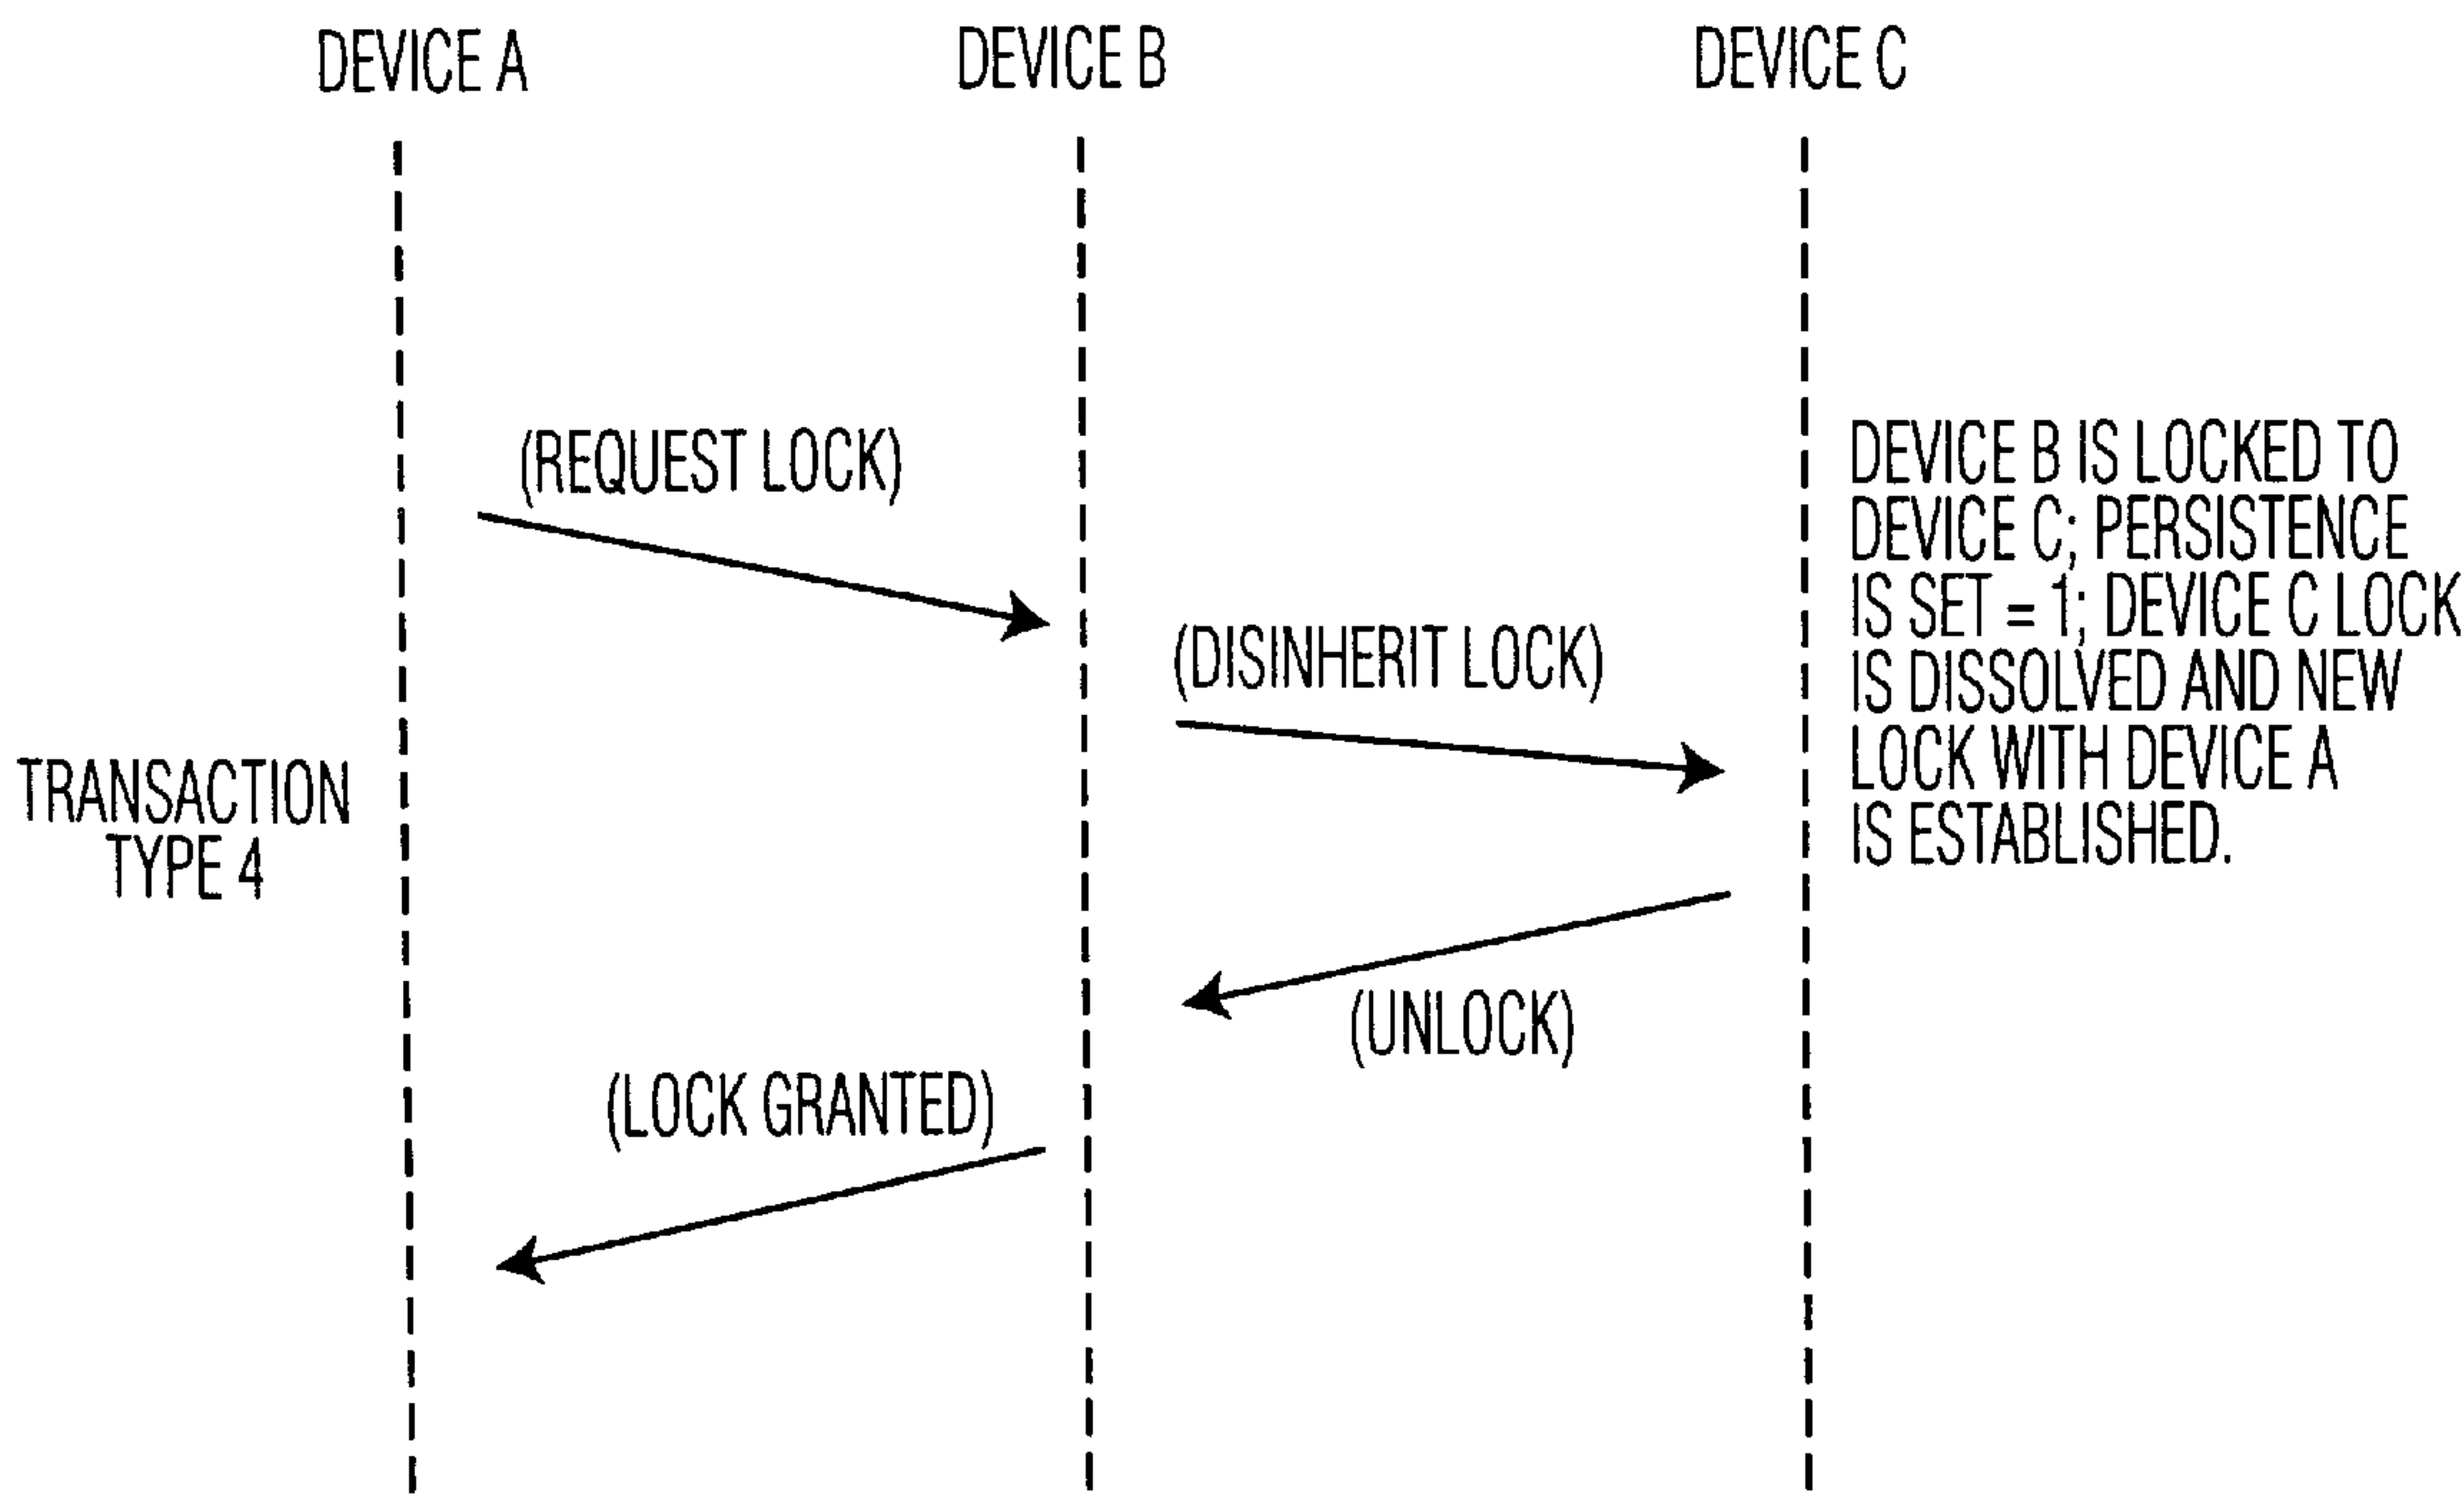 DEVICE A
DEVICE B
DEVICE C
(REQUEST LOCK)
DEVICE B IS LOCKED TO
DEVICE C; PERSISTENCE
IS SET = 1; DEVICE C LOCK
IS DISSOLVED AND NEW
LOCK WITH DEVICE A
IS ESTABLISHED.
(DISINHERIT LOCK)
TRANSACTION
TYPE 4
(UNLOCK)
(LOCK GRANTED)